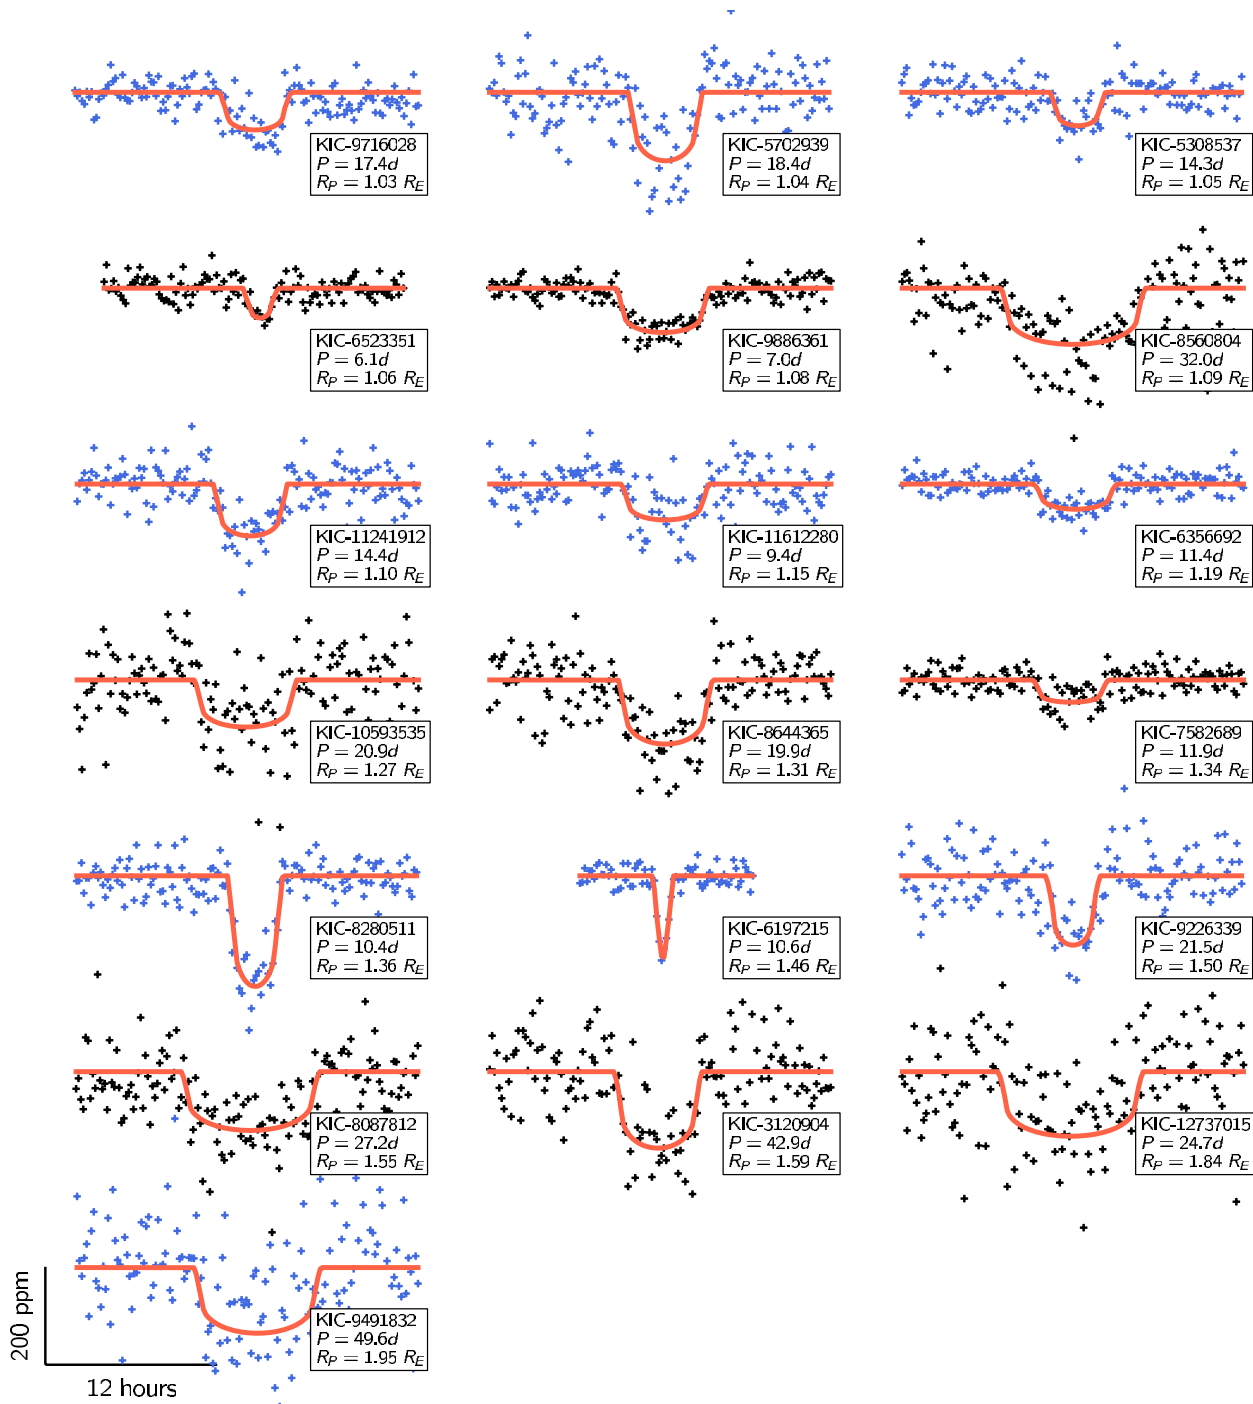 KIC-9716028
P = 17.4d
R_P = 1.03 R_E
KIC-5702939
P = 18.4d
R_P = 1.04 R_E
KIC-5308537
P = 14.3d
R_P = 1.05 R_E
KIC-6523351
P = 6.1d
R_P = 1.06 R_E
KIC-9886361
P = 7.0d
R_P = 1.08 R_E
KIC-8560804
P = 32.0d
R_P = 1.09 R_E
KIC-11241912
P = 14.4d
R_P = 1.10 R_E
KIC-11612280
P = 9.4d
R_P = 1.15 R_E
KIC-6356692
P = 11.4d
R_P = 1.19 R_E
KIC-10593535
P = 20.9d
R_P = 1.27 R_E
KIC-8644365
P = 19.9d
R_P = 1.31 R_E
KIC-7582689
P = 11.9d
R_P = 1.34 R_E
KIC-8280511
P = 10.4d
R_P = 1.36 R_E
KIC-6197215
P = 10.6d
R_P = 1.46 R_E
KIC-9226339
P = 21.5d
R_P = 1.50 R_E
KIC-8087812
P = 27.2d
R_P = 1.55 R_E
KIC-3120904
P = 42.9d
R_P = 1.59 R_E
KIC-12737015
P = 24.7d
R_P = 1.84 R_E
KIC-9491832
P = 49.6d
R_P = 1.95 R_E
200 ppm
12 hours